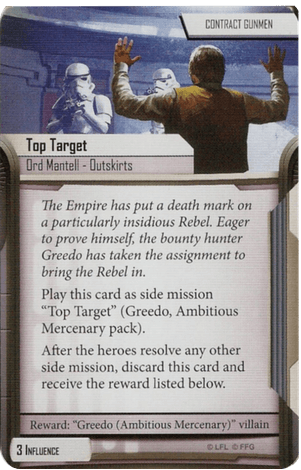 CONTRACT GUNMEN
Top Target
Ord Mantell - Outskirts
The Empire has put a death mark on
a particularly insidious Rebel. Eager
to prove himself, the bounty hunter
Greedo has taken the assignment to
bring the Rebel in.
Play this card as side mission
“Top Target” (Greedo, Ambitious
Mercenary pack).
After the heroes resolve any other
side mission, discard this card and
receive the reward listed below.
Reward: “Greedo (Ambitious Mercenary)” villain
3 INFLUENCE
© LFL © FFG